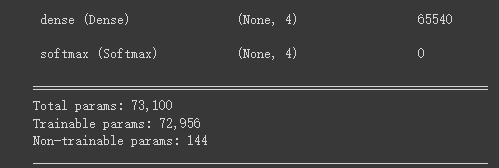 dense (Dense) (None, 4) 65540
softmax (Softmax) (None, 4) 0
Total params: 73,100
Trainable params: 72,956
Non-trainable params: 144